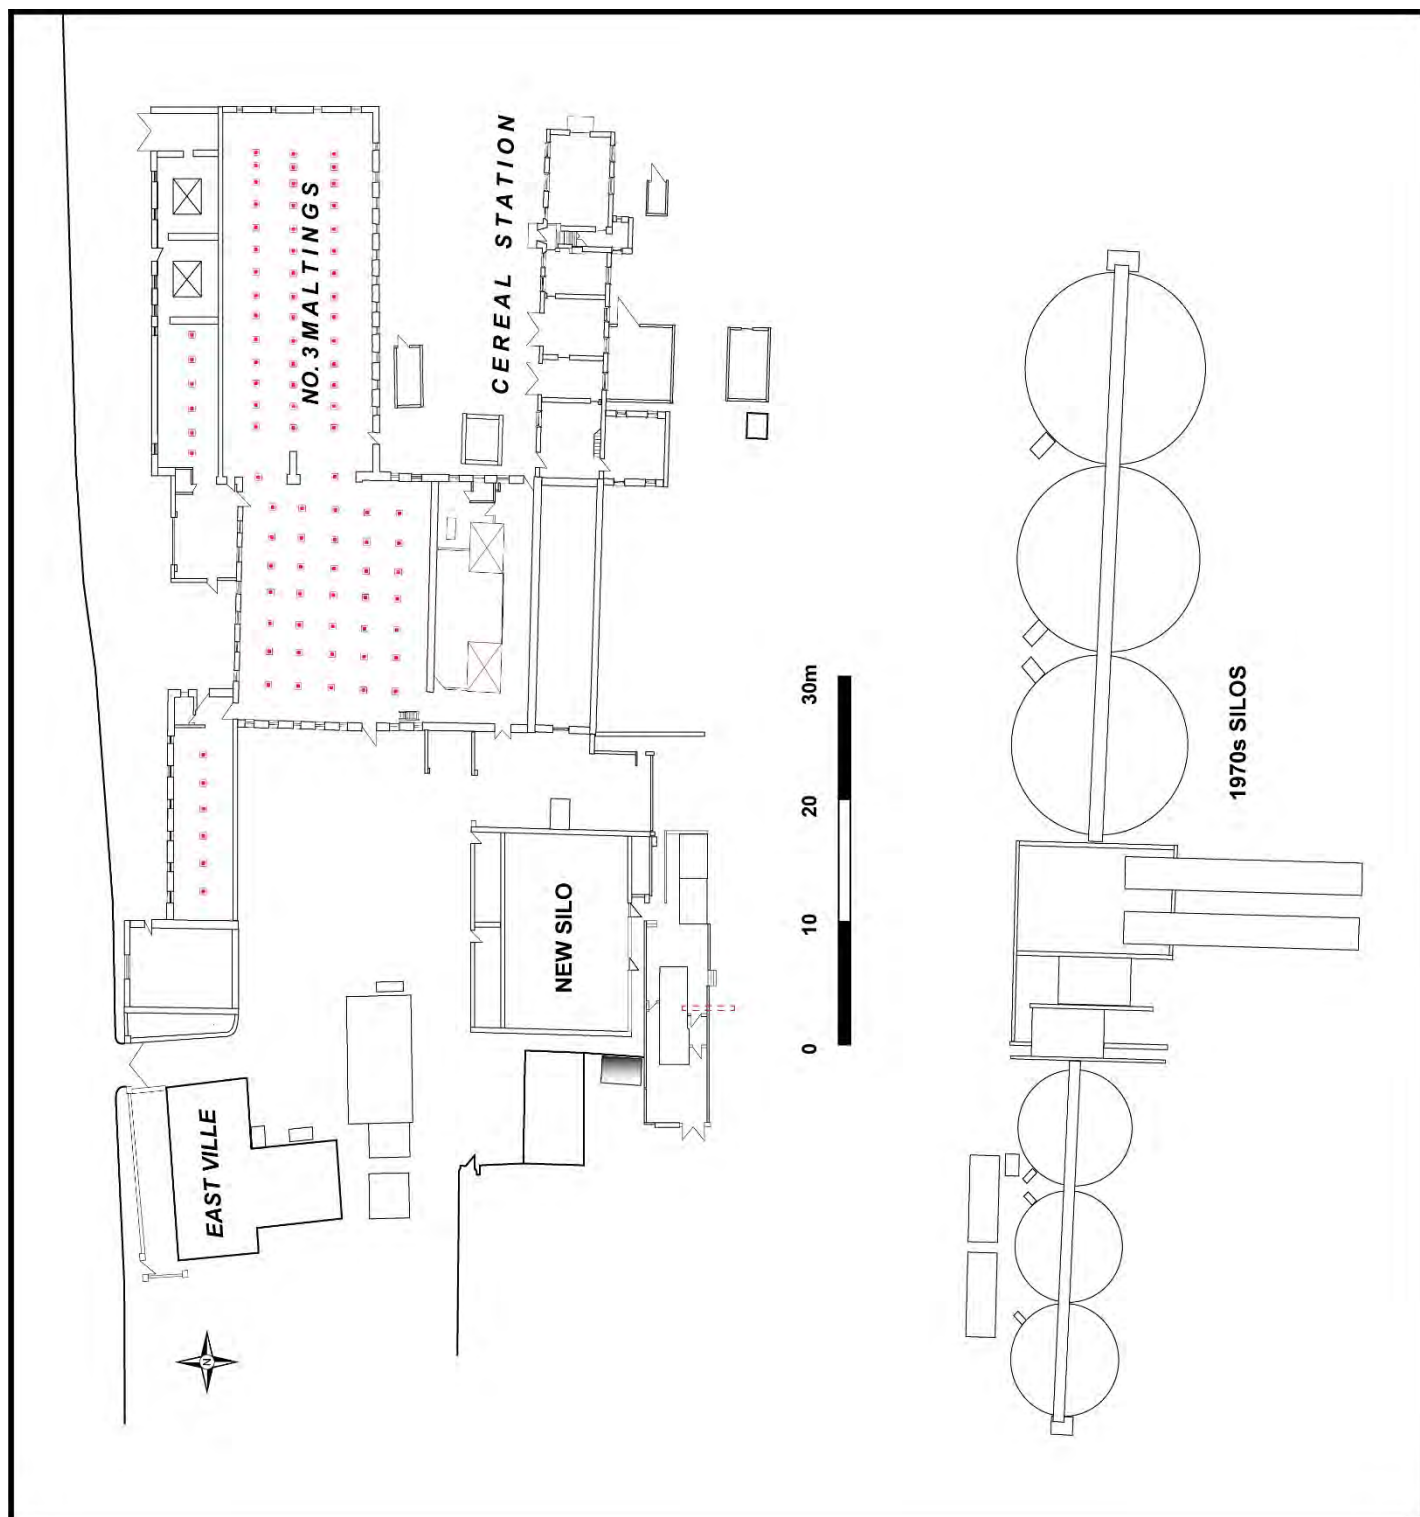 NO. 3 MALTINGS
CEREAL STATION
NEW SILO
EAST VILLE
1970s SILOS
0
10
20
30m
N